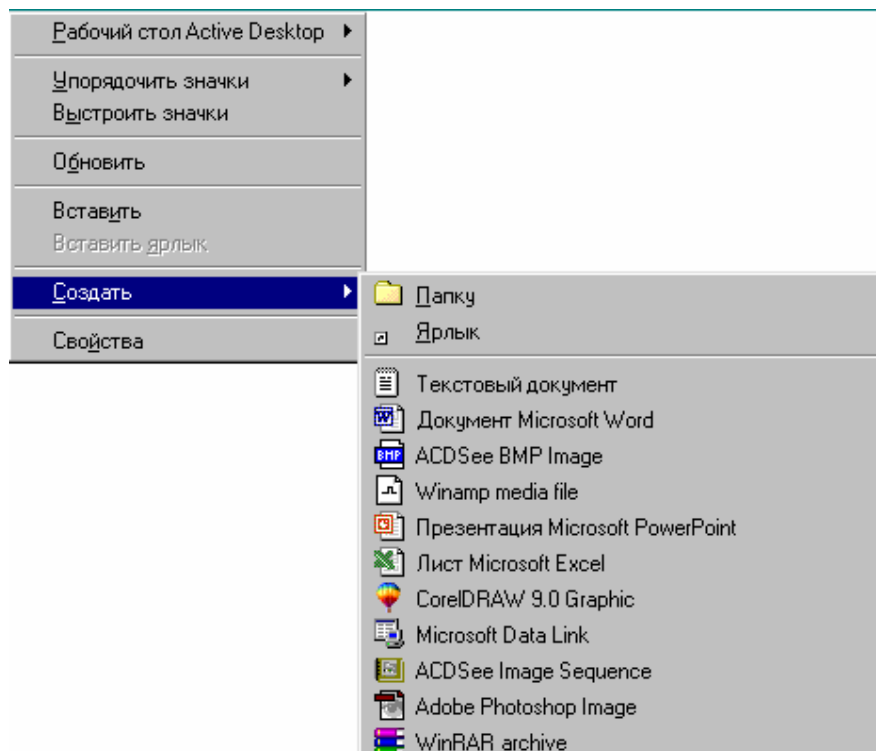 Рабочий стол Active Desktop
Упорядочить значки
Выстроить значки
Обновить
Вставить
Вставить ярлык
Создать
Свойства
Папку
Ярлык
Текстовый документ
Документ Microsoft Word
ACDSee BMP Image
Winamp media file
Презентация Microsoft PowerPoint
Лист Microsoft Excel
CorelDRAW 9.0 Graphic
Microsoft Data Link
ACDSee Image Sequence
Adobe Photoshop Image
WinRAR archive